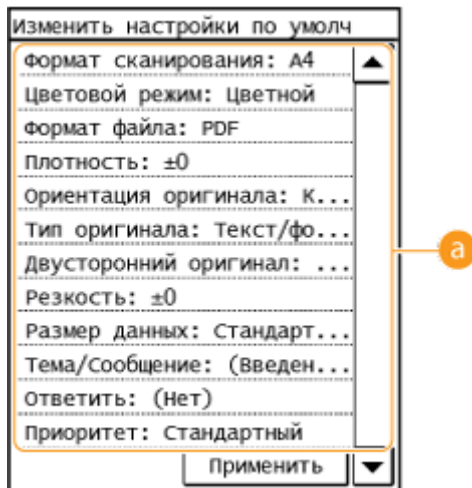 Изменить настройки по умолч
Формат сканирования: A4
Цветовой режим: Цветной
Формат файла: PDF
Плотность: ±0
Ориентация оригинала: К...
Тип оригинала: Текст/фо...
Двусторонний оригинал: ...
Резкость: ±0
Размер данных: Стандарт...
Тема/Сообщение: (Введен...
Ответить: (Нет)
Приоритет: Стандартный
Применить
a